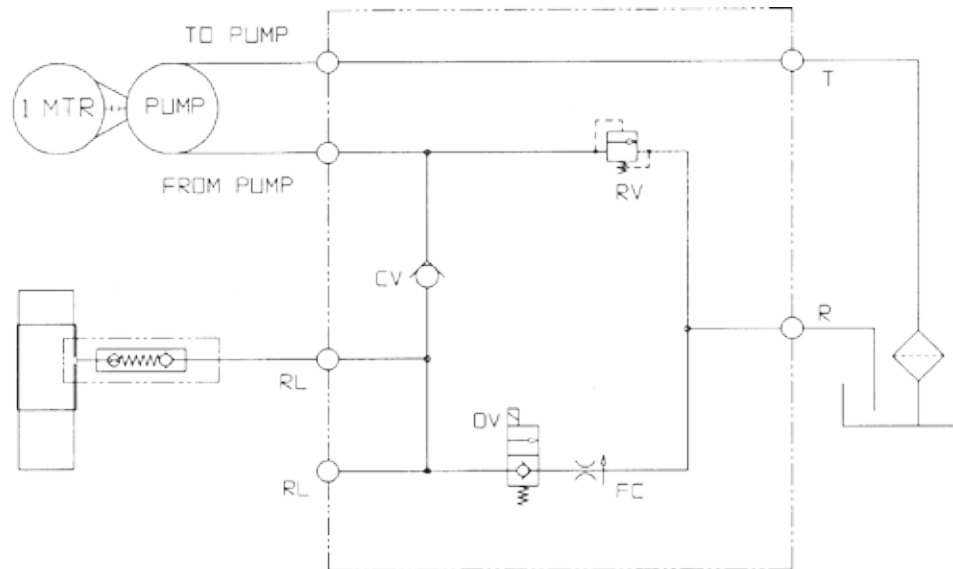 TO PUMP
T
1 MTR
PUMP
FROM PUMP
RV
CV
R
RL
DV
RL
FC